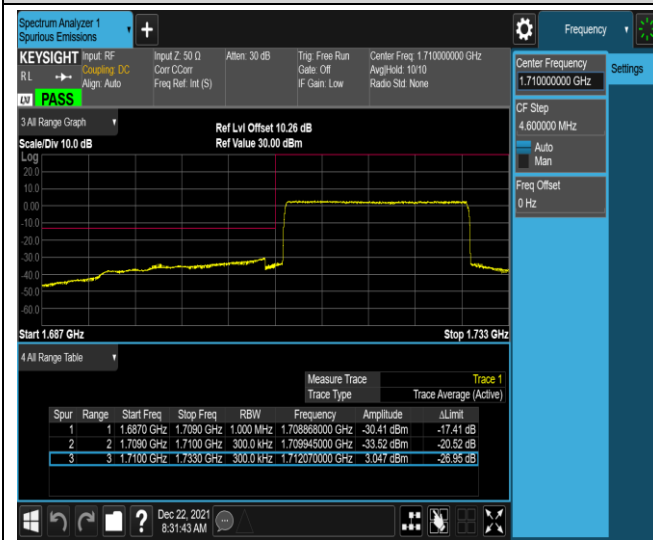 Spectrum Analyzer 1
Spurious Emissions
Frequency
KEYSIGHT
Input: RF
Input Z: 50 Ω
Atten: 30 dB
Trig: Free Run
Center Freq: 1.710000000 GHz
RL
Coupling: DC
Corr CCorr
Gate: Off
Avg|Hold: 10/10
Align: Auto
Freq Ref: Int (S)
IF Gain: Low
Radio Std: None
LXI
PASS
Center Frequency
1.710000000 GHz
Settings
CF Step
4.600000 MHz
Auto
Man
Freq Offset
0 Hz
3 All Range Graph
Ref Lvl Offset 10.26 dB
Scale/Div 10.0 dB
Ref Value 30.00 dBm
Log
20.0
10.0
0.00
-10.0
-20.0
-30.0
-40.0
-50.0
-60.0
Start 1.687 GHz
Stop 1.733 GHz
4 All Range Table
Measure Trace Trace 1
Trace Type Trace Average (Active)
Spur Range Start Freq Stop Freq RBW Frequency Amplitude ΔLimit
1 1 1.6870 GHz 1.7090 GHz 1.000 MHz 1.708868000 GHz -30.41 dBm -17.41 dB
2 2 1.7090 GHz 1.7100 GHz 300.0 kHz 1.709945000 GHz -33.52 dBm -20.52 dB
3 3 1.7100 GHz 1.7330 GHz 300.0 kHz 1.712070000 GHz 3.047 dBm -26.95 dB
Dec 22, 2021
8:31:43 AM